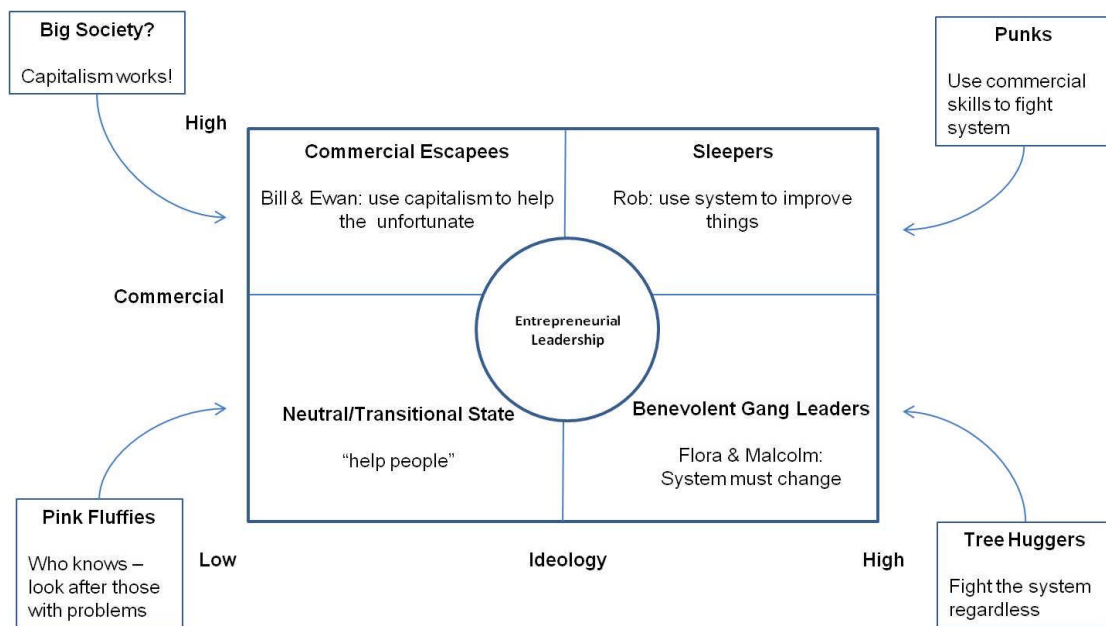 Big Society?
Capitalism works!
Punks
Use commercial
skills to fight
system
High
Commercial Escapees
Bill & Ewan: use capitalism to help
the unfortunate
Sleepers
Rob: use system to improve
things
Commercial
Entrepreneurial
Leadership
Neutral/Transitional State
“help people”
Benevolent Gang Leaders
Flora & Malcolm:
System must change
Pink Fluffies
Who knows –
look after those
with problems
Low
Ideology
High
Tree Huggers
Fight the system
regardless